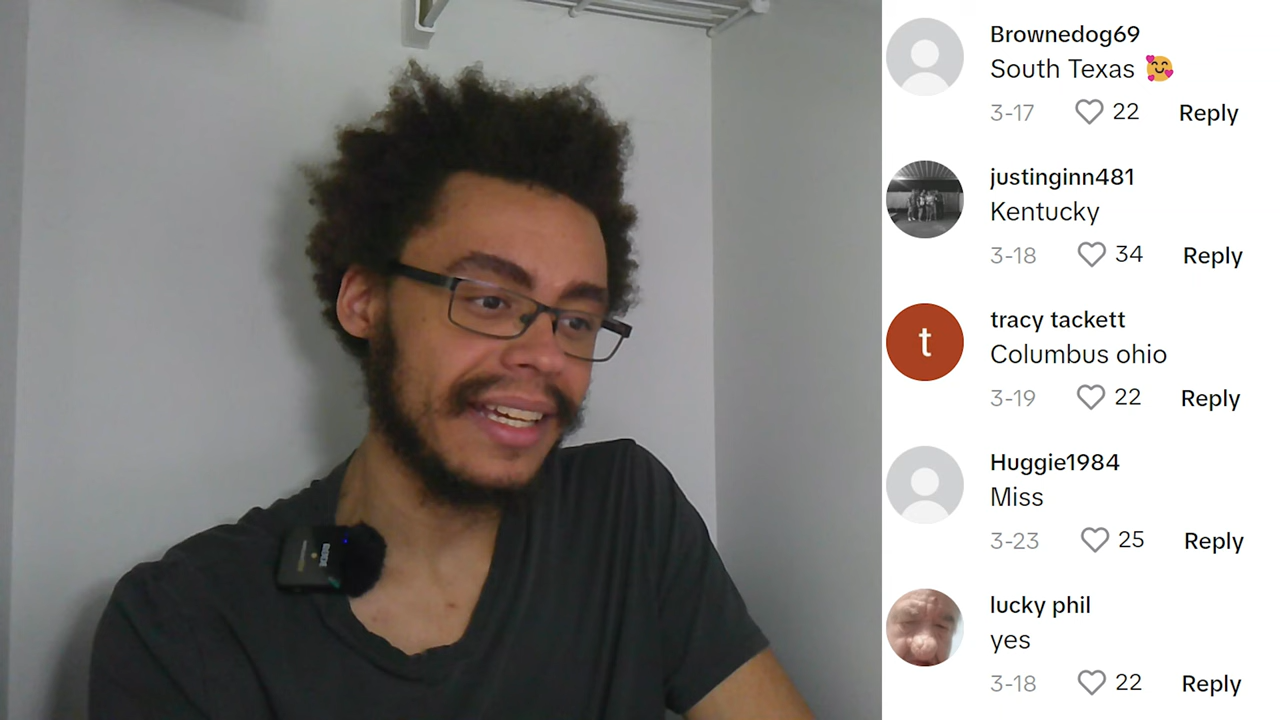 Brownedog69
South Texas 🥰
3-17 22 Reply
justinginn481
Kentucky
3-18 34 Reply
tracy tackett
t
Columbus ohio
3-19 22 Reply
Huggie1984
Miss
3-23 25 Reply
lucky phil
yes
3-18 22 Reply